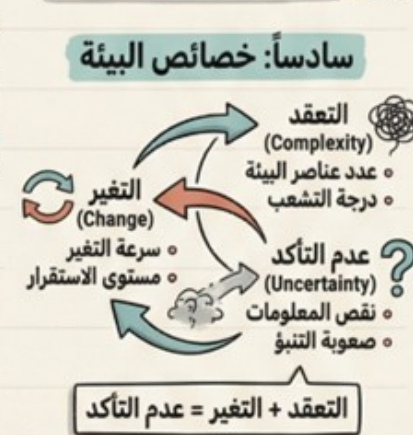 سادساً: خصائص البيئة
التعقد
(Complexity)
عدد عناصر البيئة
درجة التشعب
التغير
(Change)
سرعة التغير
مستوى الاستقرار
عدم التأكد
(Uncertainty)
نقص المعلومات
صعوبة التنبؤ
التعقد + التغير = عدم التأكد